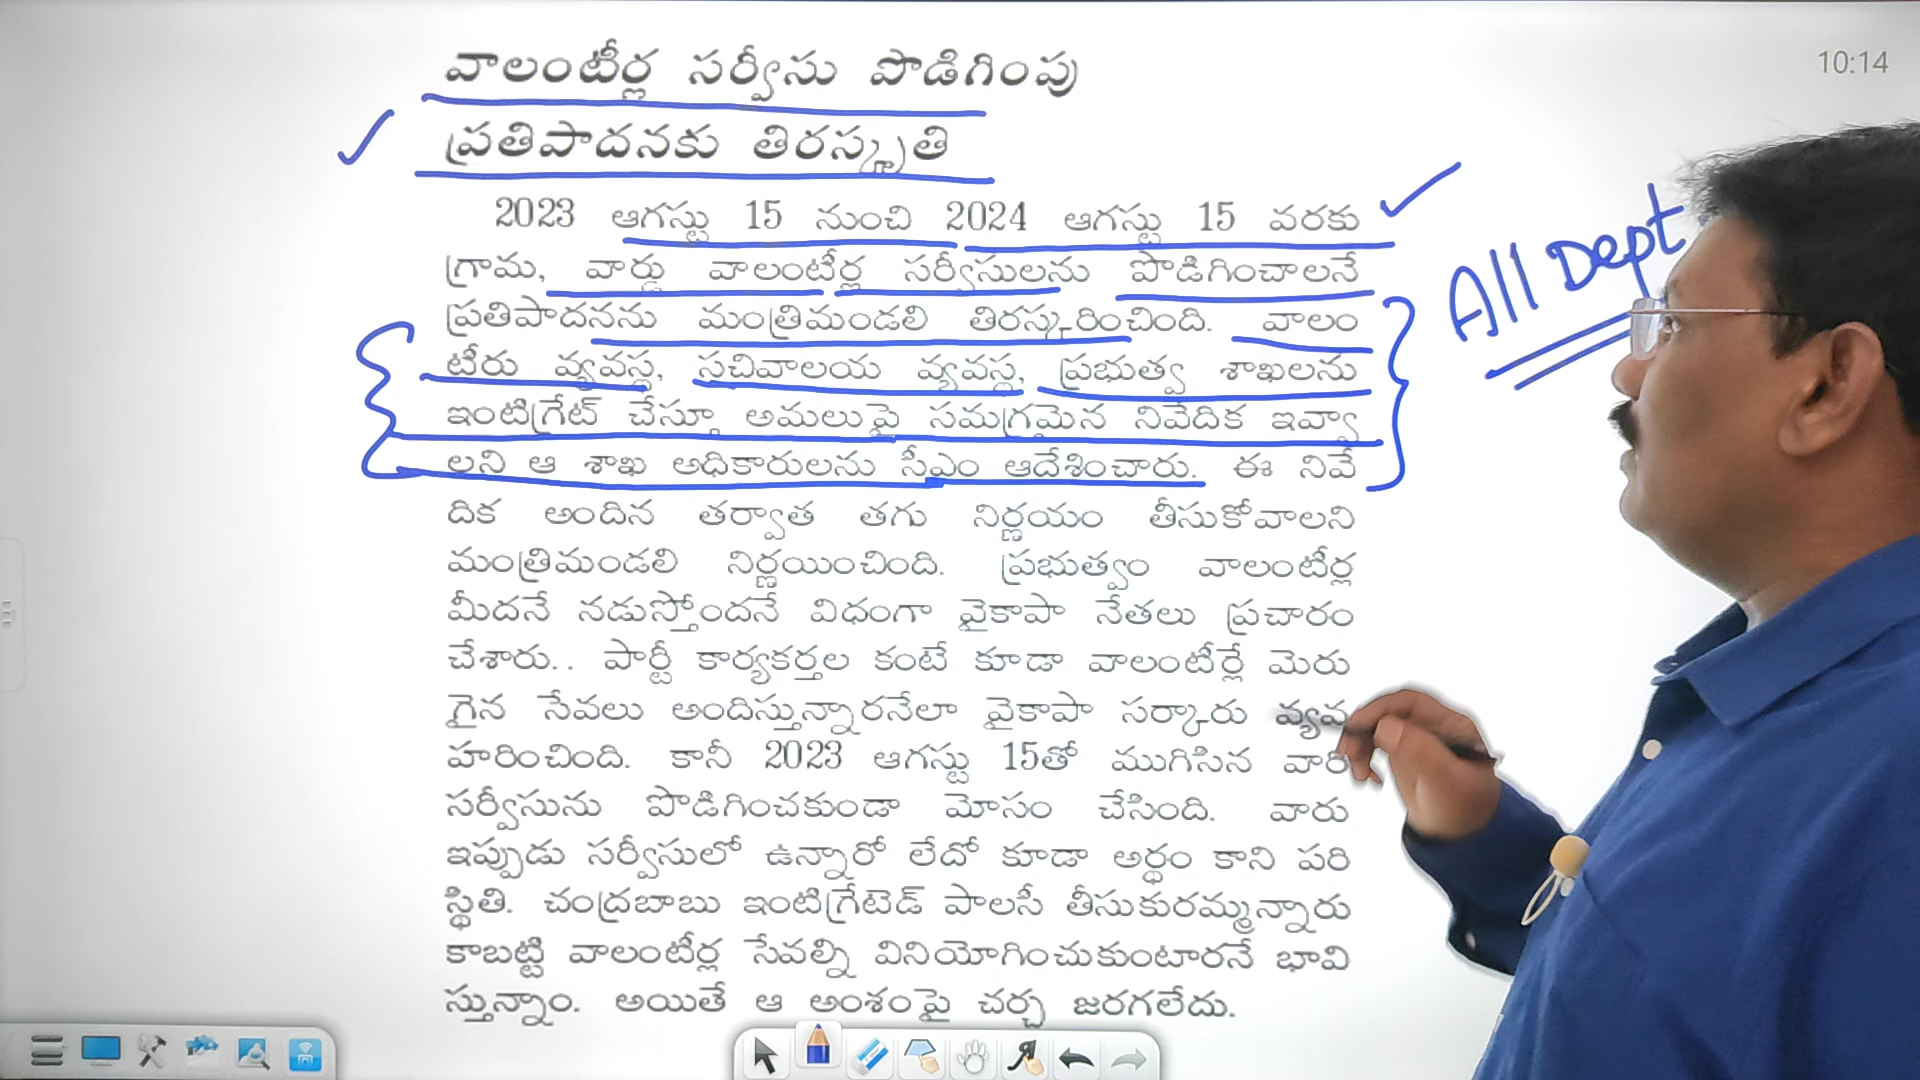 10:14
వాలంటీర్ల సర్వీసు పొడిగింపు
ప్రతిపాదనకు తిరస్కృతి
2023 ఆగస్టు 15 నుంచి 2024 ఆగస్టు 15 వరకు
గ్రామ, వార్డు వాలంటీర్ల సర్వీసులను పొడిగించాలనే
ప్రతిపాదనను మంత్రిమండలి తిరస్కరించింది. వాలం
టీరు వ్యవస్థ, సచివాలయ వ్యవస్థ, ప్రభుత్వ శాఖలను
ఇంటిగ్రేట్ చేస్తూ అమలుపై సమగ్రమైన నివేదిక ఇవ్వా
లని ఆ శాఖ అధికారులను సీఎం ఆదేశించారు. ఈ నివే
దిక అందిన తర్వాత తగు నిర్ణయం తీసుకోవాలని
మంత్రిమండలి నిర్ణయించింది. ప్రభుత్వం వాలంటీర్ల
మీదనే నడుస్తోందనే విధంగా వైకాపా నేతలు ప్రచారం
చేశారు.. పార్టీ కార్యకర్తల కంటే కూడా వాలంటీర్లే మెరు
గైన సేవలు అందిస్తున్నారనేలా వైకాపా సర్కారు వ్యవ
హరించింది. కానీ 2023 ఆగస్టు 15తో ముగిసిన వారి
సర్వీసును పొడిగించకుండా మోసం చేసింది. వారు
ఇప్పుడు సర్వీసులో ఉన్నారో లేదో కూడా అర్థం కాని పరి
స్థితి. చంద్రబాబు ఇంటిగ్రేటెడ్ పాలసీ తీసుకురమ్మన్నారు
కాబట్టి వాలంటీర్ల సేవల్ని వినియోగించుకుంటారనే భావి
స్తున్నాం. అయితే ఆ అంశంపై చర్చ జరగలేదు.
All Dept